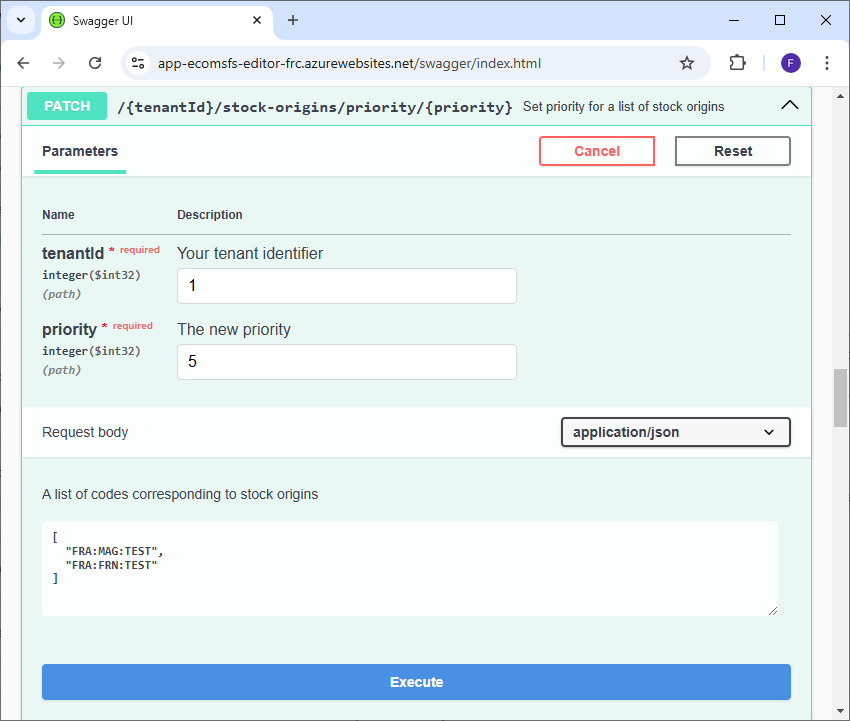 Swagger UI
app-ecomsfs-editor-frc.azurewebsites.net/swagger/index.html
F
PATCH /{tenantId}/stock-origins/priority/{priority} Set priority for a list of stock origins
Parameters Cancel Reset
Name Description
tenantId * required Your tenant identifier
integer($int32) 1
(path)
priority * required The new priority
integer($int32) 5
(path)
Request body application/json
A list of codes corresponding to stock origins
[
"FRA:MAG:TEST",
"FRA:FRN:TEST"
]
Execute